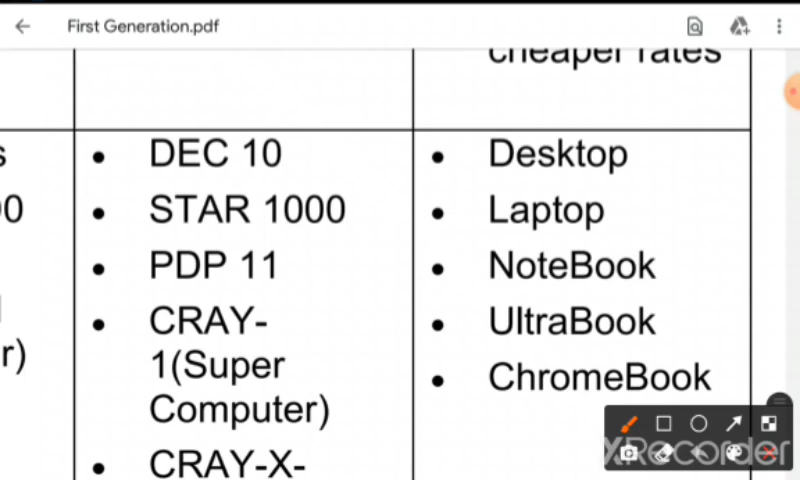 First Generation.pdf
cheaper rates
s
00
r)
• DEC 10
• STAR 1000
• PDP 11
• CRAY-
1(Super
Computer)
• CRAY-X-
• Desktop
• Laptop
• NoteBook
• UltraBook
• ChromeBook
XRecorder